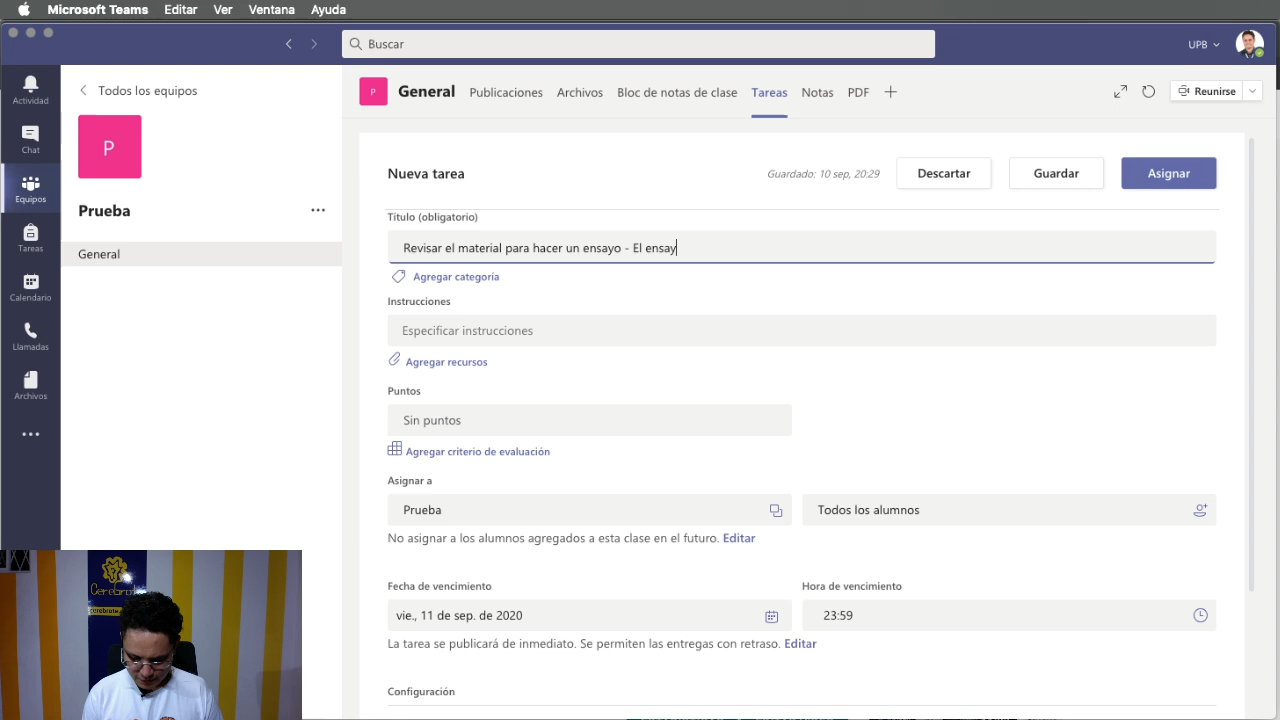 Microsoft Teams Editar Ver Ventana Ayuda
Buscar
UPB
Actividad
Chat
Equipos
Tareas
Calendario
Llamadas
Archivos
Todos los equipos
P
Prueba
General
P General Publicaciones Archivos Bloc de notas de clase Tareas Notas PDF
Reunirse
Nueva tarea
Guardado: 10 sep, 20:29
Descartar
Guardar
Asignar
Título (obligatorio)
Revisar el material para hacer un ensayo - El ensay
Agregar categoría
Instrucciones
Especificar instrucciones
Agregar recursos
Puntos
Sin puntos
Agregar criterio de evaluación
Asignar a
Prueba
Todos los alumnos
No asignar a los alumnos agregados a esta clase en el futuro. Editar
Fecha de vencimiento
Hora de vencimiento
vie., 11 de sep. de 2020
23:59
La tarea se publicará de inmediato. Se permiten las entregas con retraso. Editar
Configuración